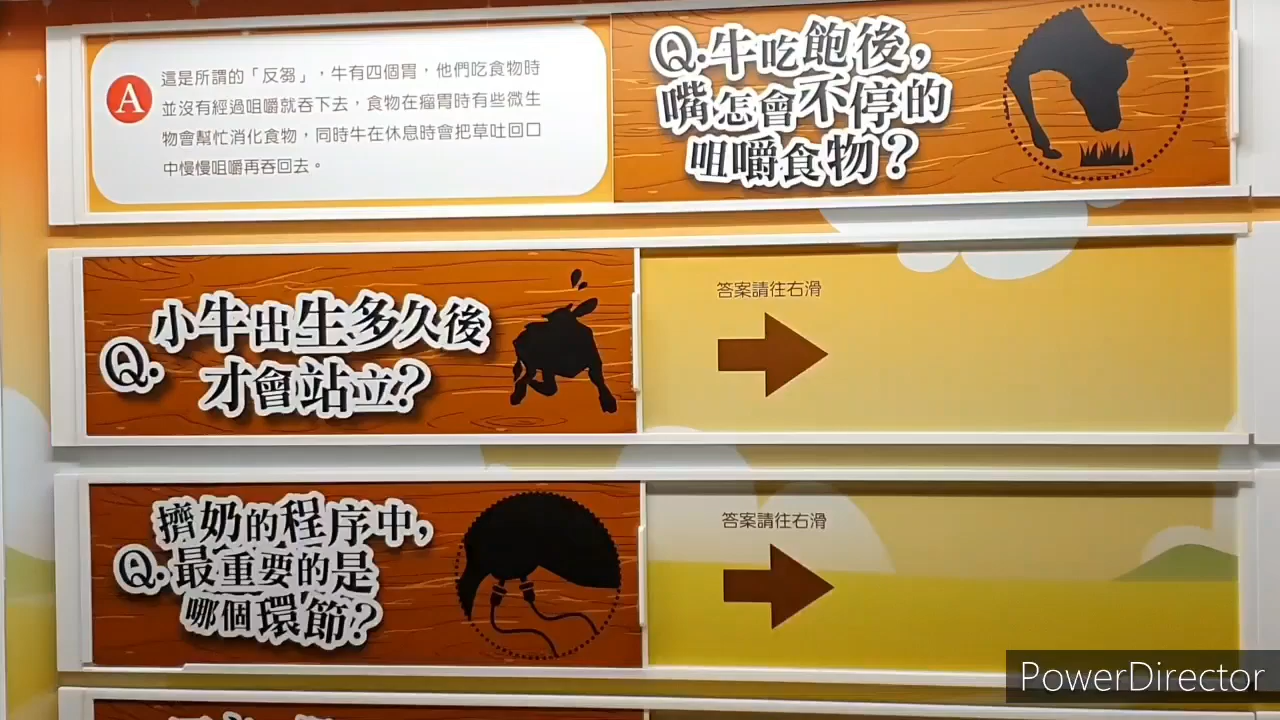 A
這是所謂的「反芻」，牛有四個胃，他們吃食物時
並沒有經過咀嚼就吞下去，食物在瘤胃時有些微生
物會幫忙消化食物，同時牛在休息時會把草吐回口
中慢慢咀嚼再吞回去。
Q.牛吃飽後，
嘴怎會不停的
咀嚼食物？
Q.小牛出生多久後
才會站立？
答案請往右滑
Q.擠奶的程序中，
最重要的是
哪個環節？
答案請往右滑
PowerDirector